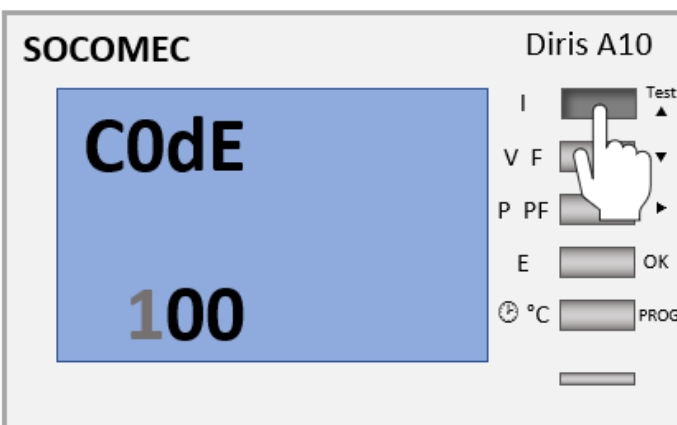 SOCOMEC
Diris A10
C0dE
100
I
Test
▲
V F
▼
P PF
►
E
OK
°C
PROG